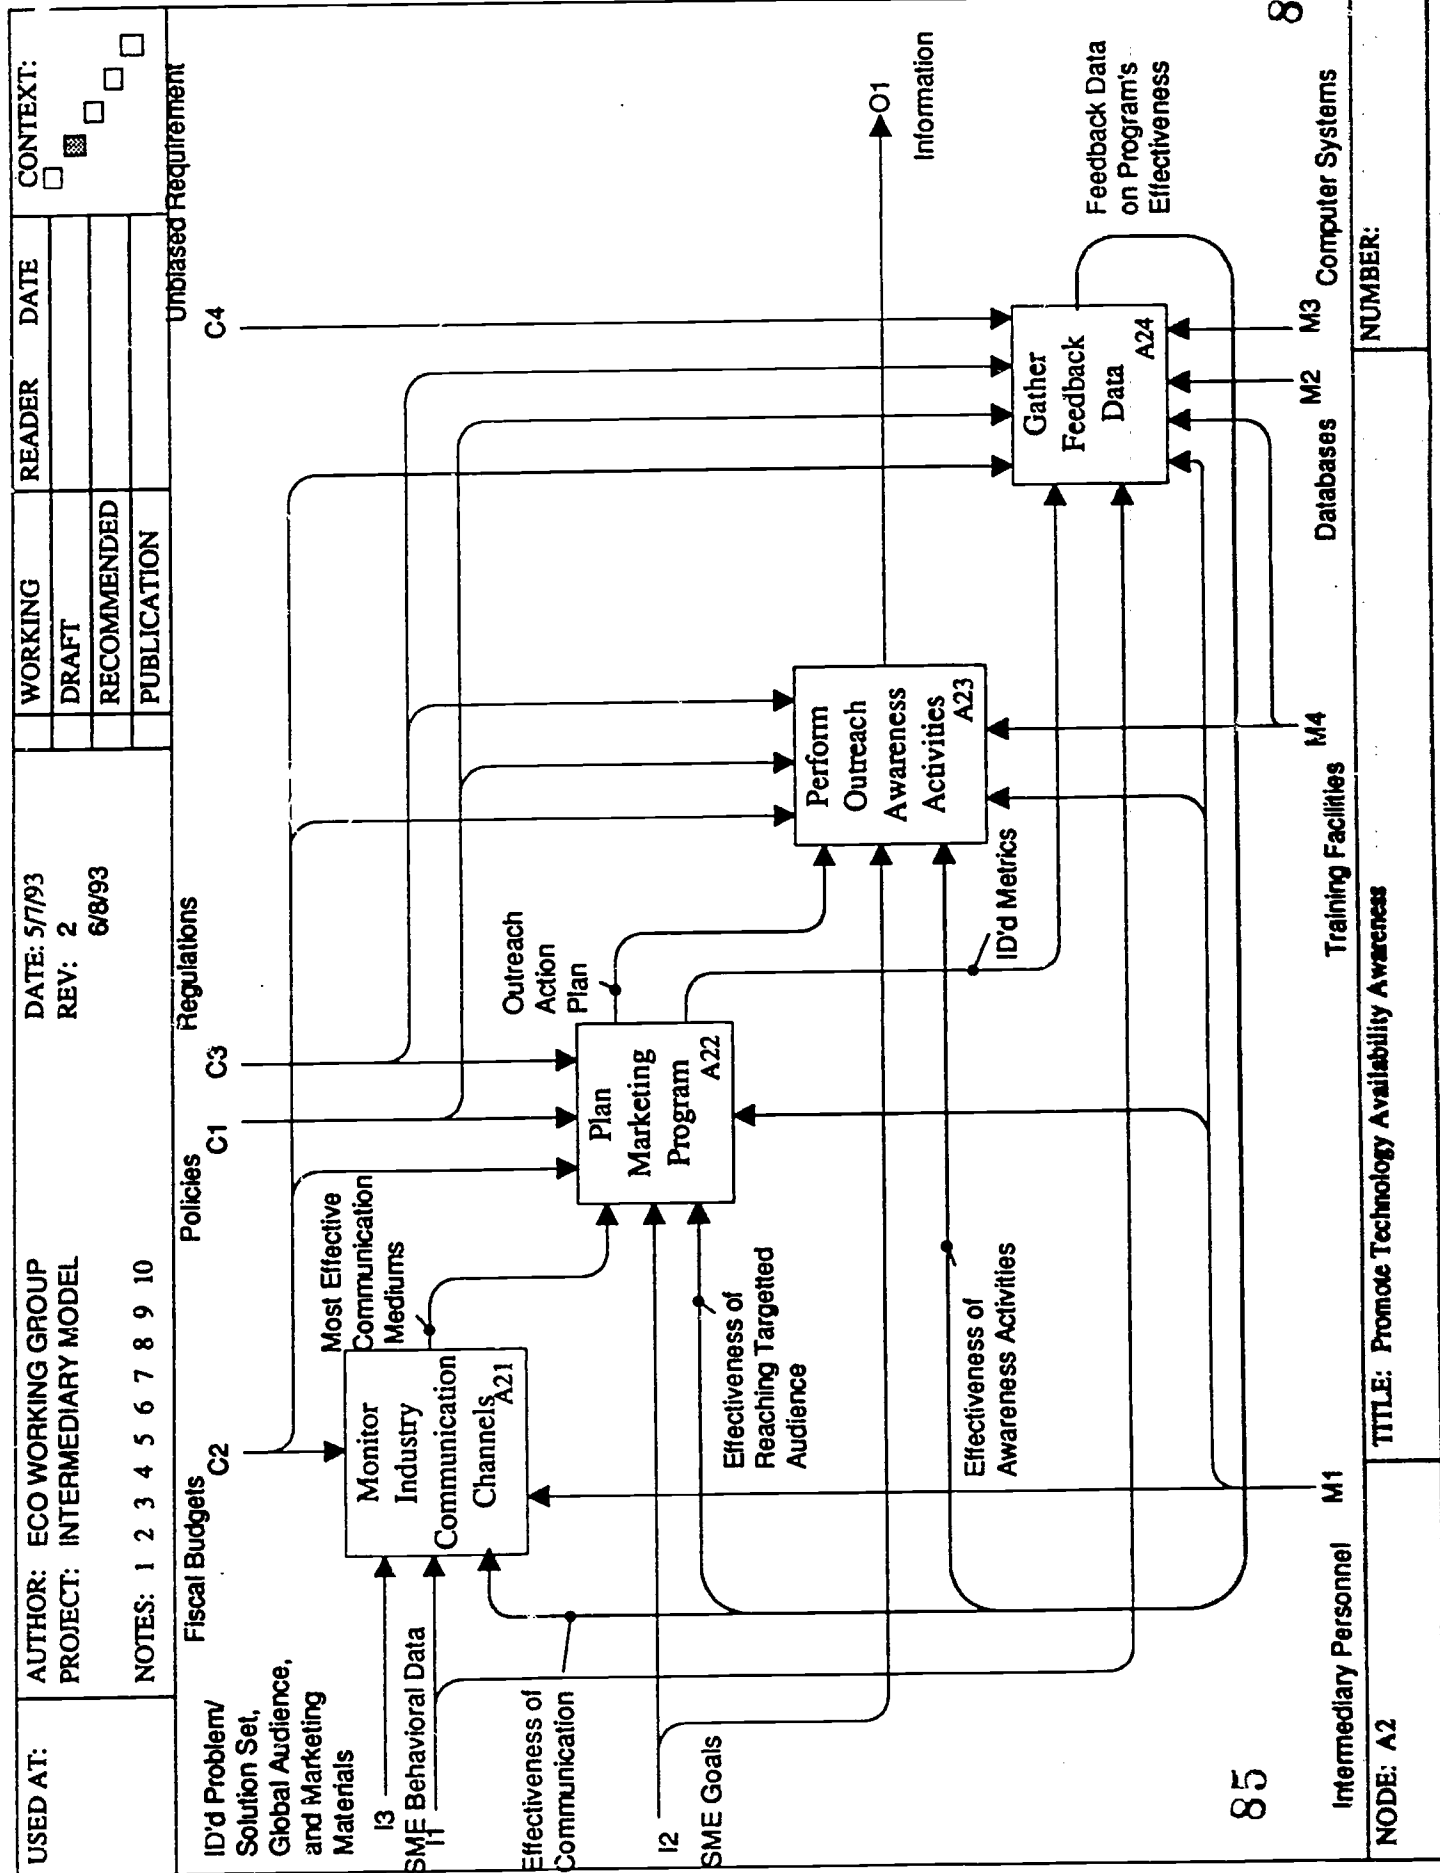 USED AT:
AUTHOR: ECO WORKING GROUP
PROJECT: INTERMEDIARY MODEL
NOTES: 1 2 3 4 5 6 7 8 9 10
DATE: 5/7/93
REV: 2
6/8/93
WORKING
DRAFT
RECOMMENDED
PUBLICATION
READER DATE
CONTEXT:
Fiscal Budgets
C2
Policies
C1
C3
Regulations
C4
Unbiased Requirement
ID'd Problem/
Solution Set,
Global Audience,
and Marketing
Materials
I3
SME Behavioral Data
I1
Effectiveness of
Communication
I2
SME Goals
Monitor
Industry
Communication
Channels
A21
Most Effective
Communication
Mediums
Plan
Marketing
Program
A22
Outreach
Action
Plan
Effectiveness of
Reaching Targetted
Audience
Effectiveness of
Awareness Activities
ID'd Metrics
Perform
Outreach
Awareness
Activities
A23
O1
Information
Gather
Feedback
Data
A24
Feedback Data
on Program's
Effectiveness
Intermediary Personnel
M1
Training Facilities
M4
Databases
M2
M3
Computer Systems
85
8
NODE: A2
TITLE: Promote Technology Availability Awareness
NUMBER: